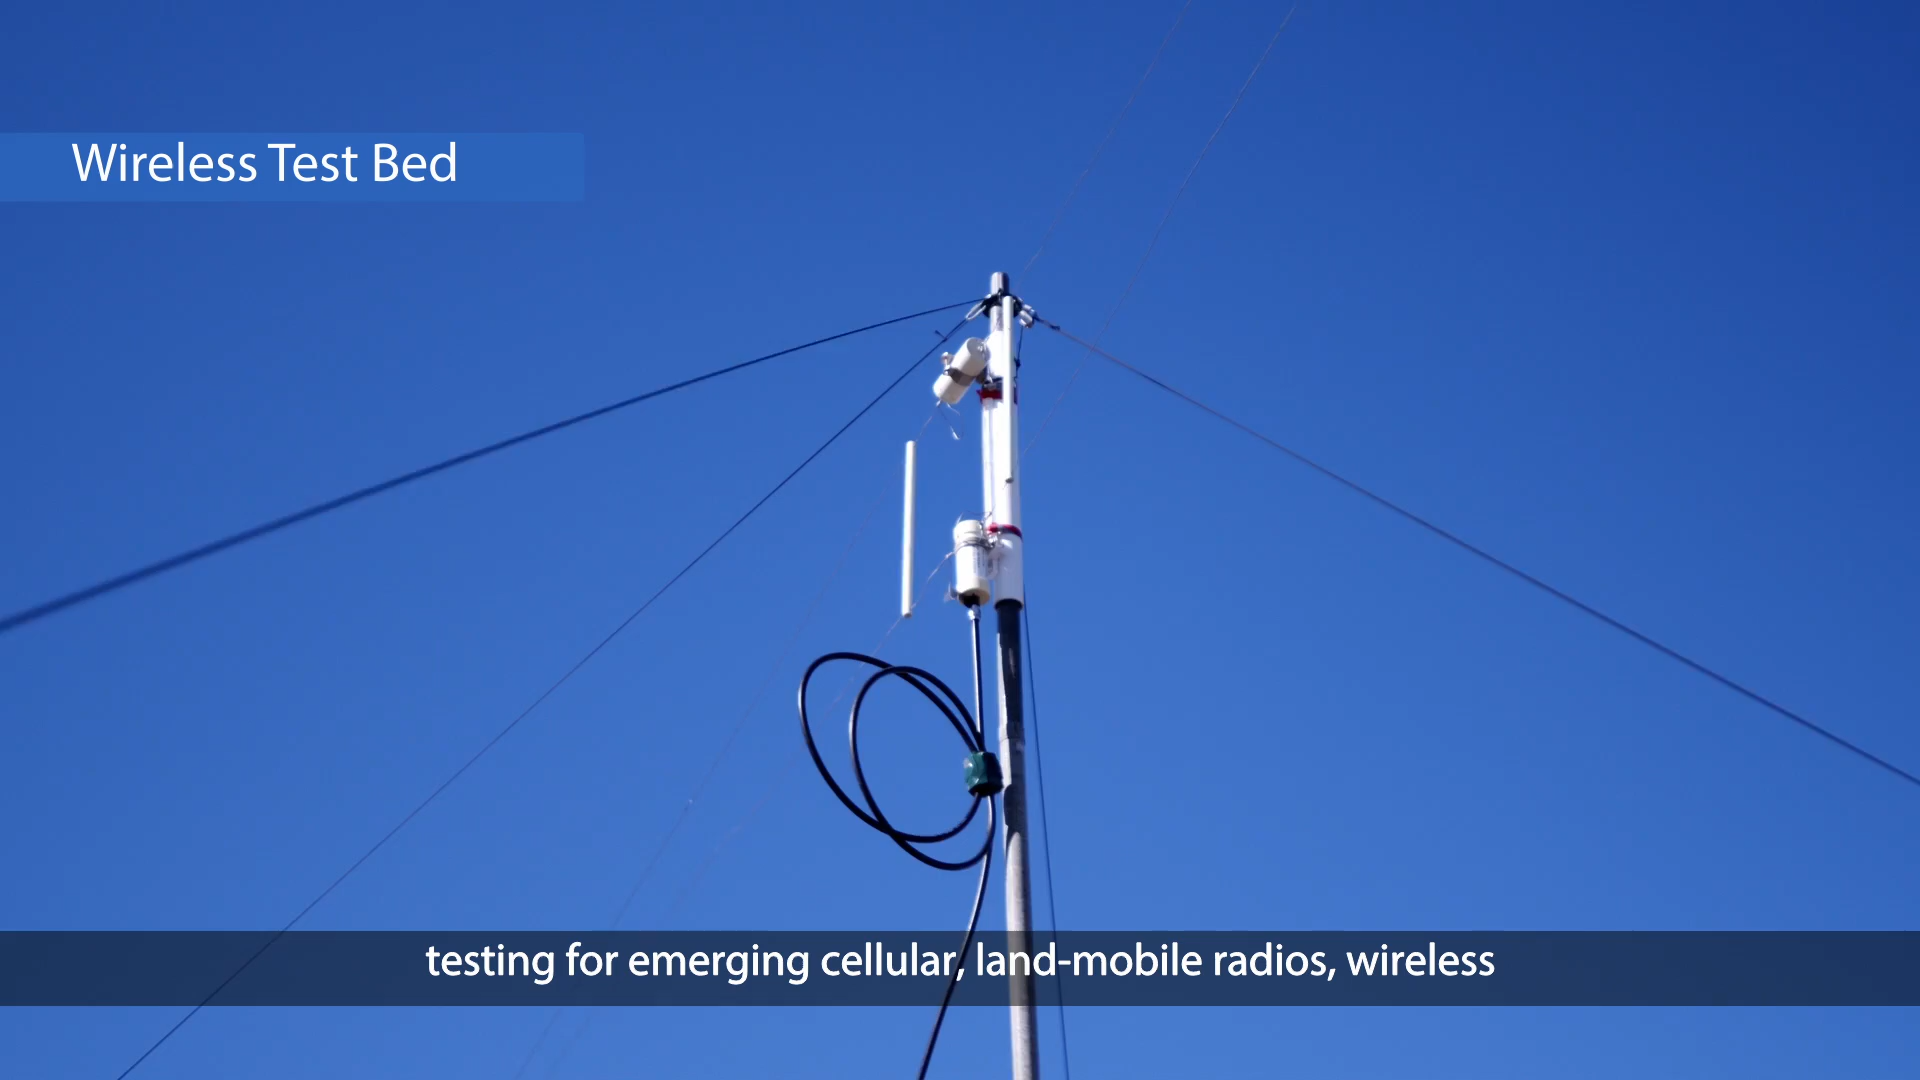 Wireless Test Bed
testing for emerging cellular, land-mobile radios, wireless